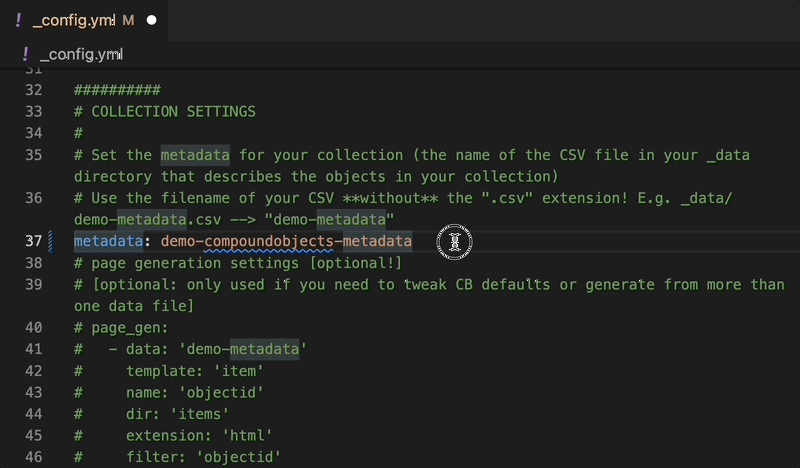 ! _config.yml M
! _config.yml
31
32 ##########
33 # COLLECTION SETTINGS
34 #
35 # Set the metadata for your collection (the name of the CSV file in your _data
directory that describes the objects in your collection)
36 # Use the filename of your CSV **without** the ".csv" extension! E.g. _data/
demo-metadata.csv --> "demo-metadata"
37 metadata: demo-compoundobjects-metadata
38 # page generation settings [optional!]
39 # [optional: only used if you need to tweak CB defaults or generate from more than
one data file]
40 # page_gen:
41 #   - data: 'demo-metadata'
42 #     template: 'item'
43 #     name: 'objectid'
44 #     dir: 'items'
45 #     extension: 'html'
46 #     filter: 'objectid'